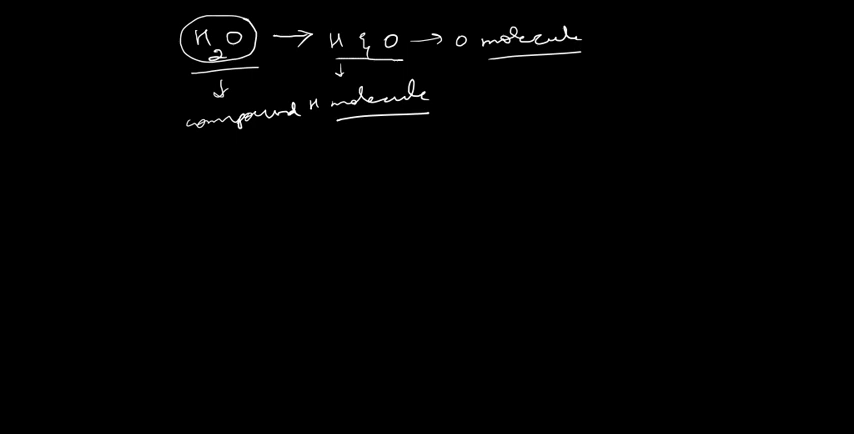 H₂O → H & O → O molecule
↓ ↓
compound H molecule